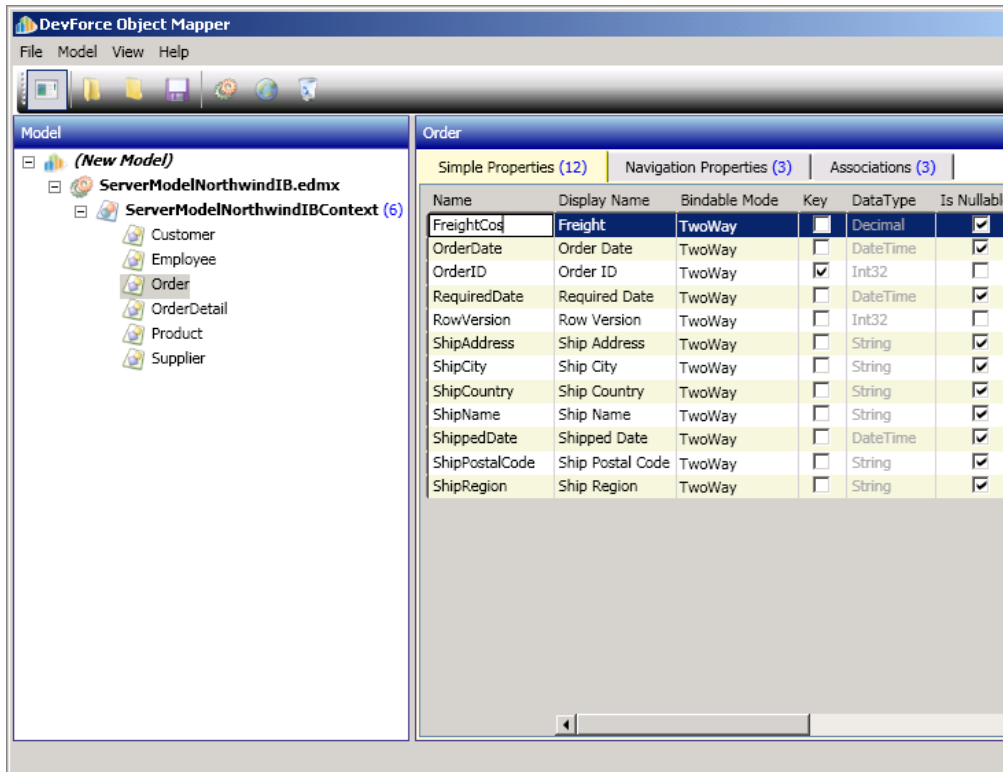 DevForce Object Mapper
File Model View Help
Model
(New Model)
ServerModelNorthwindIB.edmx
ServerModelNorthwindIBContext (6)
Customer
Employee
Order
OrderDetail
Product
Supplier
Order
Simple Properties (12) Navigation Properties (3) Associations (3)
Name Display Name Bindable Mode Key DataType Is Nullabl
FreightCos Freight TwoWay Decimal
OrderDate Order Date TwoWay DateTime
OrderID Order ID TwoWay Int32
RequiredDate Required Date TwoWay DateTime
RowVersion Row Version TwoWay Int32
ShipAddress Ship Address TwoWay String
ShipCity Ship City TwoWay String
ShipCountry Ship Country TwoWay String
ShipName Ship Name TwoWay String
ShippedDate Shipped Date TwoWay DateTime
ShipPostalCode Ship Postal Code TwoWay String
ShipRegion Ship Region TwoWay String